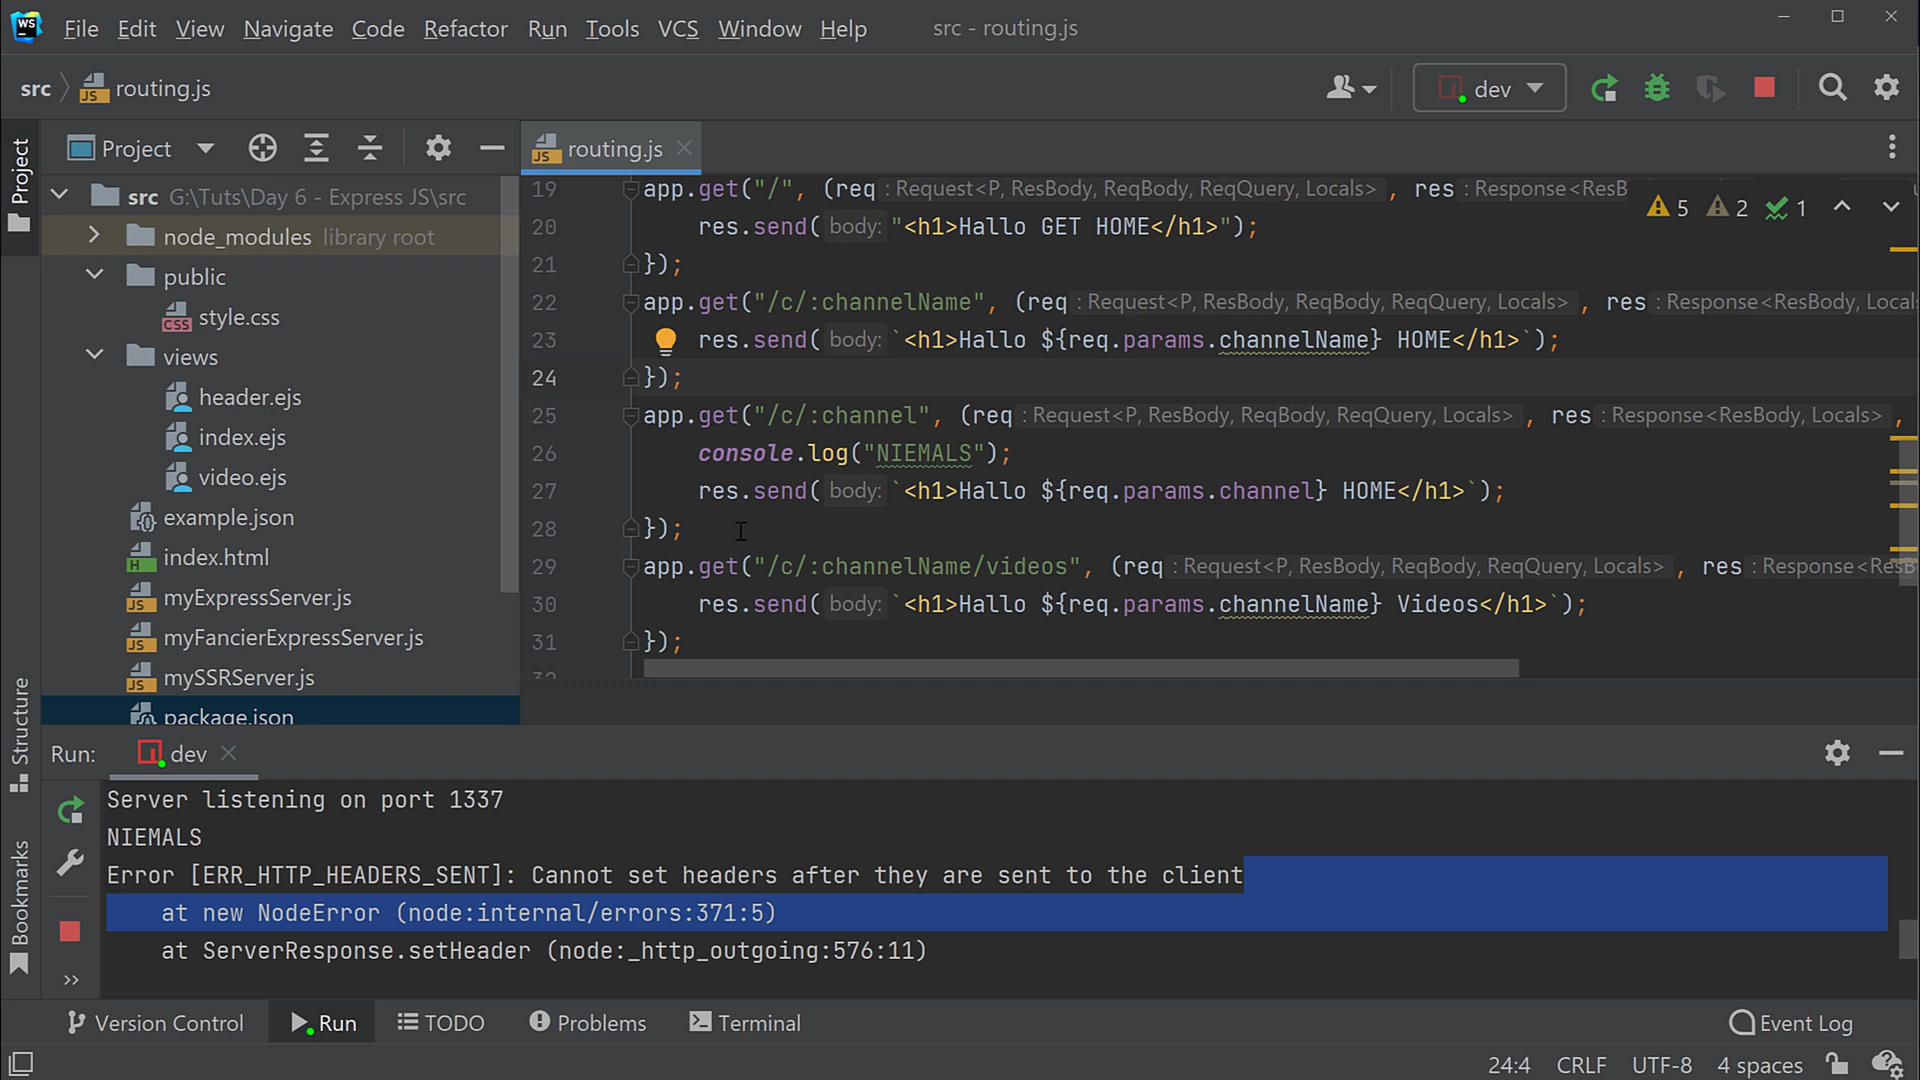 WS File Edit View Navigate Code Refactor Run Tools VCS Window Help src - routing.js
src routing.js dev
Project
Project
routing.js
src G:\Tuts\Day 6 - Express JS\src
node_modules library root
public
style.css
views
header.ejs
index.ejs
video.ejs
example.json
index.html
myExpressServer.js
myFancierExpressServer.js
mySSRServer.js
package.json
5 2 1
19 app.get("/", (req : Request<P, ResBody, ReqBody, ReqQuery, Locals> , res : Response<ResB
20 res.send( body: "<h1>Hallo GET HOME</h1>");
21 });
22 app.get("/c/:channelName", (req : Request<P, ResBody, ReqBody, ReqQuery, Locals> , res : Response<ResBody, Local
23 res.send( body: `<h1>Hallo ${req.params.channelName} HOME</h1>`);
24 });
25 app.get("/c/:channel", (req : Request<P, ResBody, ReqBody, ReqQuery, Locals> , res : Response<ResBody, Locals> ,
26 console.log("NIEMALS");
27 res.send( body: `<h1>Hallo ${req.params.channel} HOME</h1>`);
28 });
29 app.get("/c/:channelName/videos", (req : Request<P, ResBody, ReqBody, ReqQuery, Locals> , res : Response<ResB
30 res.send( body: `<h1>Hallo ${req.params.channelName} Videos</h1>`);
31 });
32
Structure
Bookmarks
Run: dev
Server listening on port 1337
NIEMALS
Error [ERR_HTTP_HEADERS_SENT]: Cannot set headers after they are sent to the client
at new NodeError (node:internal/errors:371:5)
at ServerResponse.setHeader (node:_http_outgoing:576:11)
Version Control Run TODO Problems Terminal Event Log
24:4 CRLF UTF-8 4 spaces